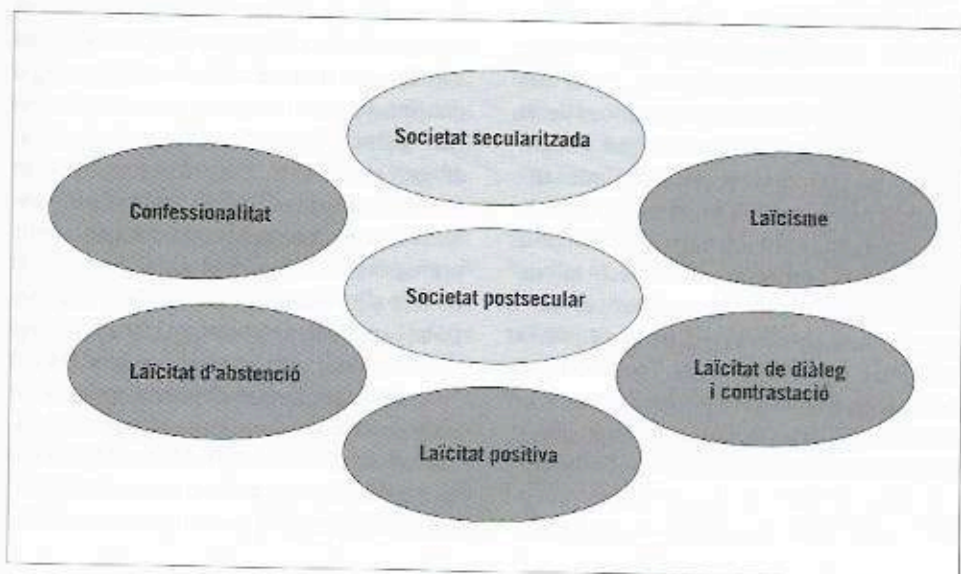 Societat secularitzada
Confessionalitat
Laïcisme
Societat postsecular
Laïcitat d'abstenció
Laïcitat de diàleg
i contrastació
Laïcitat positiva